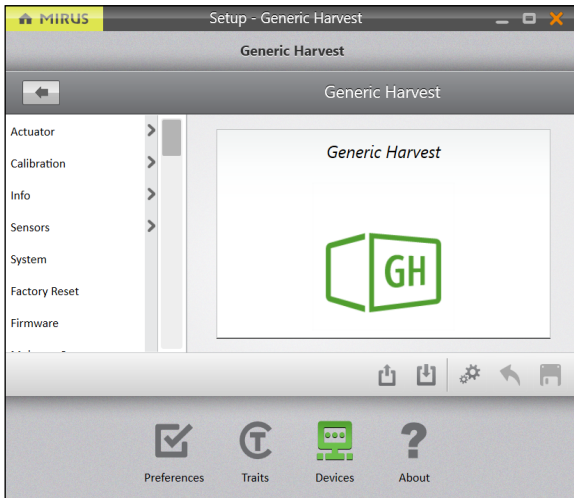 MIRUS
Setup - Generic Harvest
Generic Harvest
Generic Harvest
Actuator
Calibration
Info
Sensors
System
Factory Reset
Firmware
Generic Harvest
GH
Preferences
Traits
Devices
About